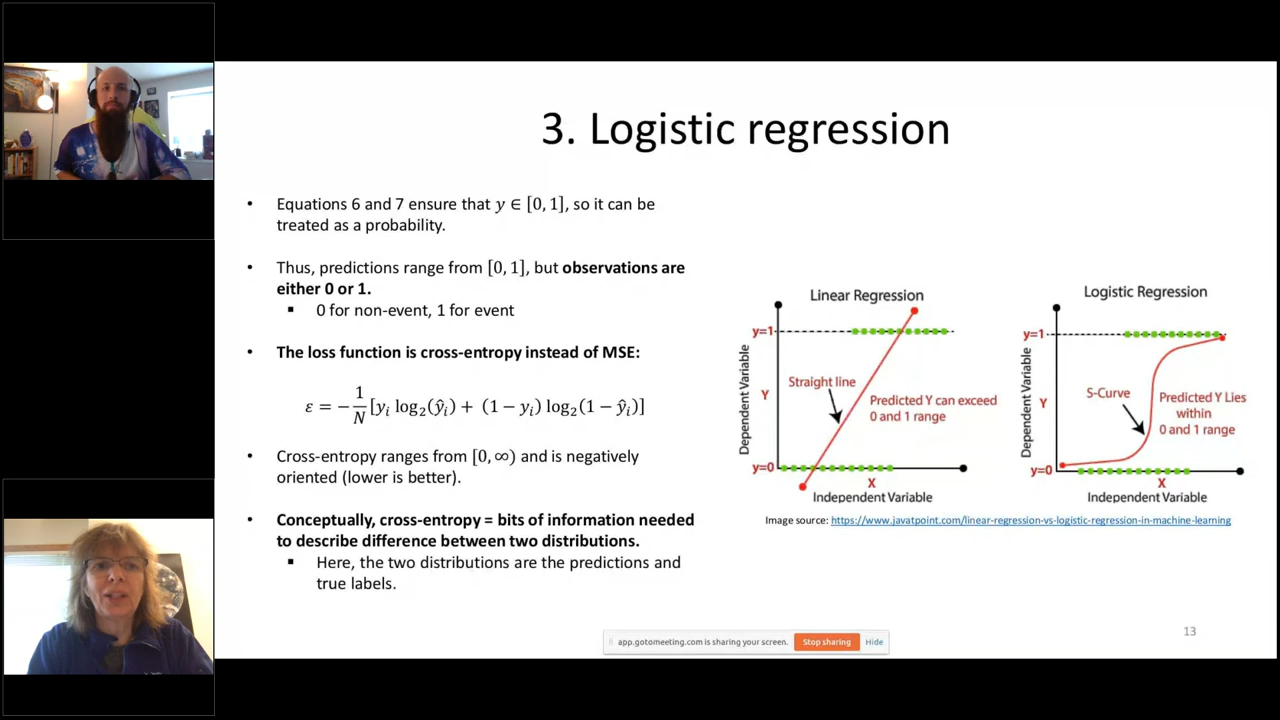 3. Logistic regression
• Equations 6 and 7 ensure that y ∈ [0, 1], so it can be
treated as a probability.
• Thus, predictions range from [0, 1], but observations are
either 0 or 1.
▪ 0 for non-event, 1 for event
• The loss function is cross-entropy instead of MSE:
ε = −1/N [yᵢ log₂(ŷᵢ) + (1 − yᵢ) log₂(1 − ŷᵢ)]
• Cross-entropy ranges from [0, ∞) and is negatively
oriented (lower is better).
• Conceptually, cross-entropy = bits of information needed
to describe difference between two distributions.
▪ Here, the two distributions are the predictions and
true labels.
Linear Regression
y=1
Dependent Variable
Y
Straight line
Predicted Y can exceed
0 and 1 range
y=0
X
Independent Variable
Logistic Regression
y=1
Dependent Variable
Y
S-Curve
Predicted Y Lies
within
0 and 1 range
y=0
X
Independent Variable
Image source: https://www.javatpoint.com/linear-regression-vs-logistic-regression-in-machine-learning
app.gotomeeting.com is sharing your screen. Stop sharing Hide
13